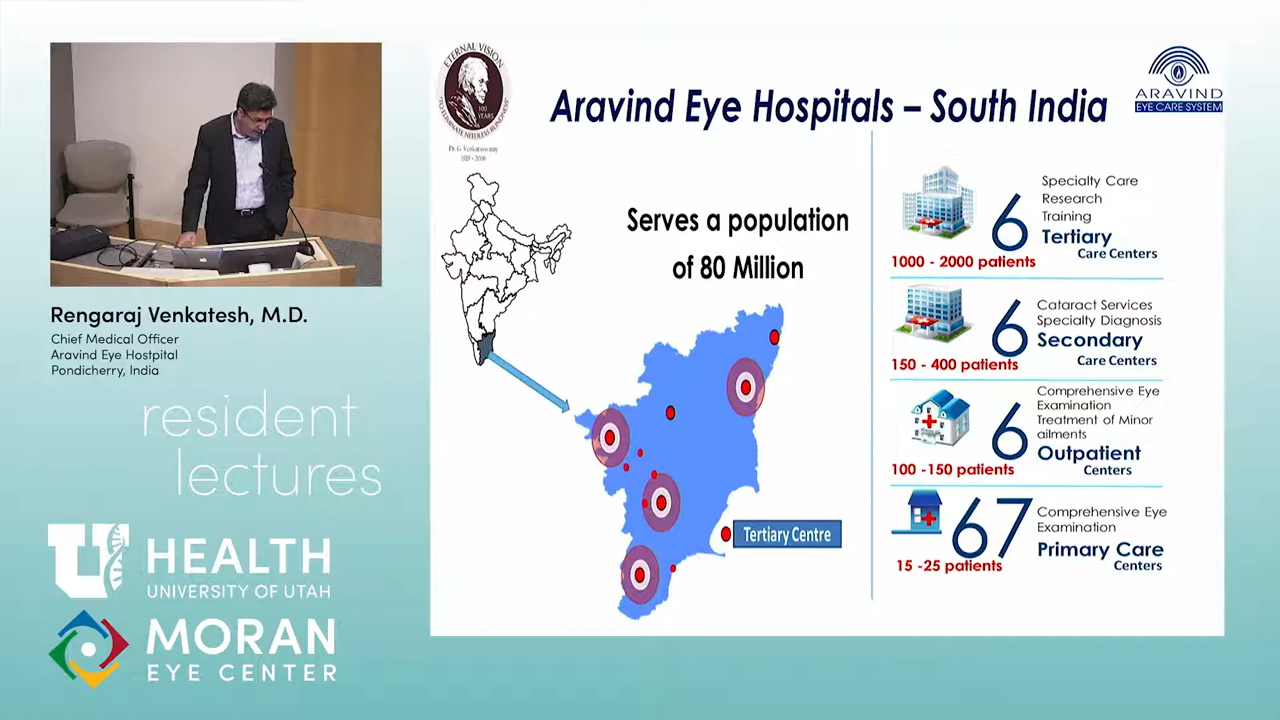 Rengaraj Venkatesh, M.D.
Chief Medical Officer
Aravind Eye Hostpital
Pondicherry, India
resident
lectures
U HEALTH
UNIVERSITY OF UTAH
MORAN
EYE CENTER
ETERNAL VISION
100
YEARS
Dr. G. Venkataswamy
1918 - 2006
Aravind Eye Hospitals – South India
ARAVIND
EYE CARE SYSTEM
Serves a population
of 80 Million
Tertiary Centre
6
Specialty Care
Research
Training
Tertiary
Care Centers
1000 - 2000 patients
6
Cataract Services
Specialty Diagnosis
Secondary
Care Centers
150 - 400 patients
6
Comprehensive Eye
Examination
Treatment of Minor
ailments
Outpatient
Centers
100 -150 patients
67
Comprehensive Eye
Examination
Primary Care
Centers
15 -25 patients